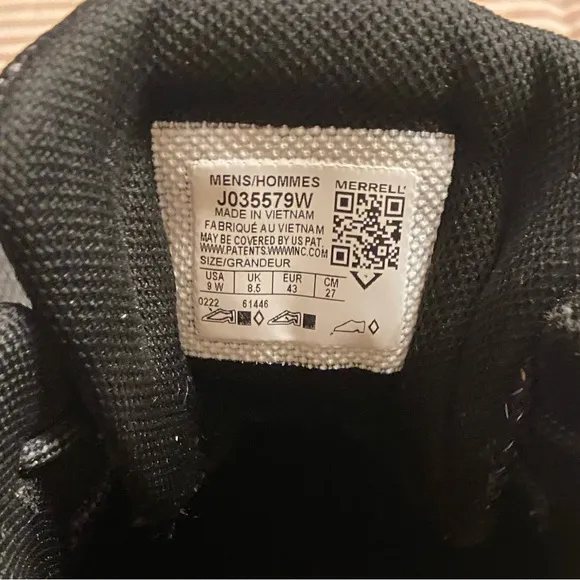 MENS/HOMMES MERRELL
J035579W
MADE IN VIETNAM
FABRIQUÉ AU VIETNAM
MAY BE COVERED BY US PAT.
WWW.PATENTS.WWWINC.COM
SIZE/GRANDEUR
USA UK EUR CM
9 W 8.5 43 27
0222 61446